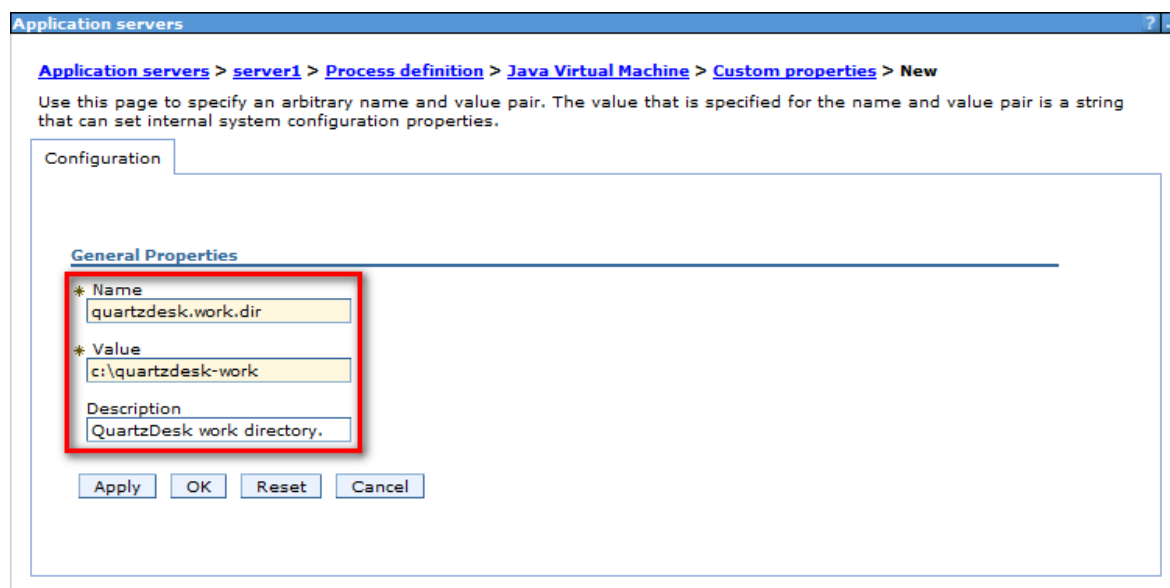 Application servers ?
Application servers > server1 > Process definition > Java Virtual Machine > Custom properties > New
Use this page to specify an arbitrary name and value pair. The value that is specified for the name and value pair is a string
that can set internal system configuration properties.
Configuration
General Properties
* Name
quartzdesk.work.dir
* Value
c:\quartzdesk-work
Description
QuartzDesk work directory.
Apply OK Reset Cancel